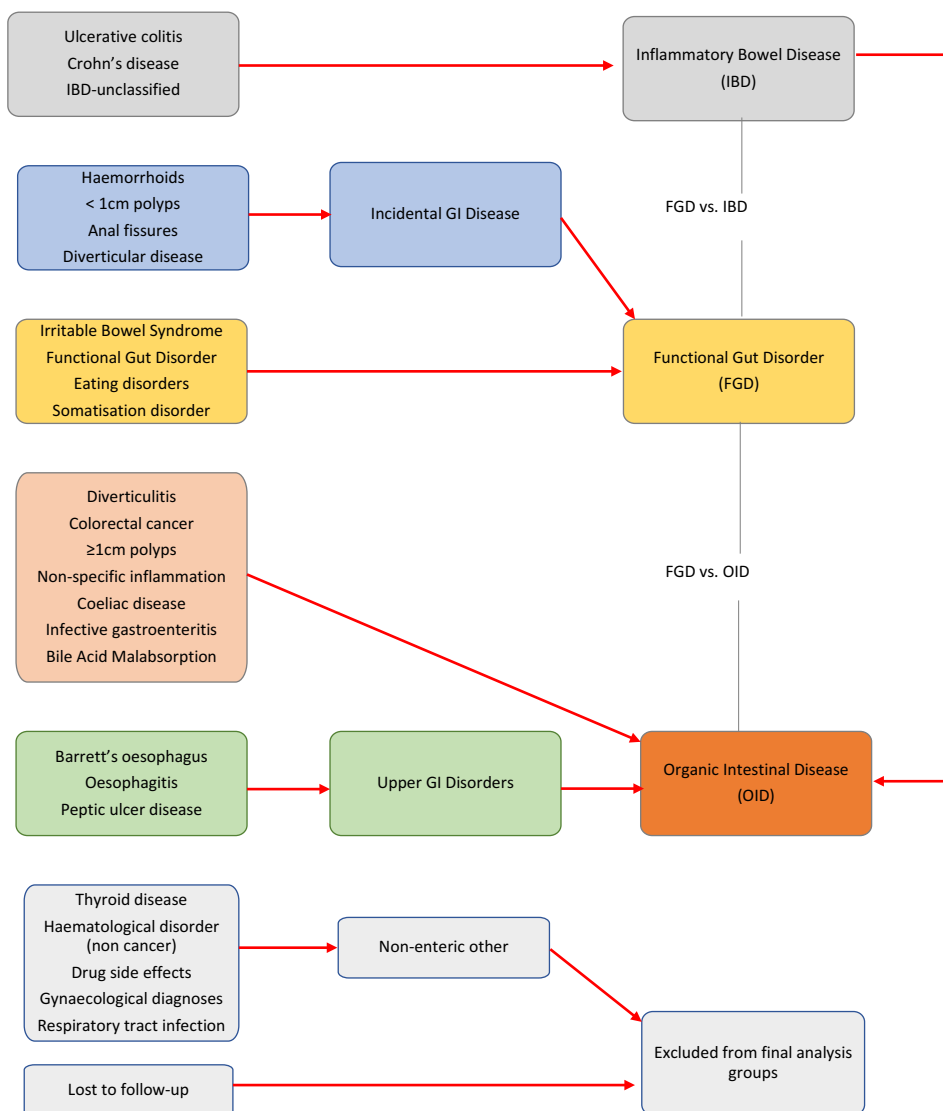 Ulcerative colitis
Crohn's disease
IBD-unclassified
Inflammatory Bowel Disease
(IBD)
Haemorrhoids
< 1cm polyps
Anal fissures
Diverticular disease
Incidental GI Disease
FGD vs. IBD
Irritable Bowel Syndrome
Functional Gut Disorder
Eating disorders
Somatisation disorder
Functional Gut Disorder
(FGD)
Diverticulitis
Colorectal cancer
≥1cm polyps
Non-specific inflammation
Coeliac disease
Infective gastroenteritis
Bile Acid Malabsorption
FGD vs. OID
Barrett's oesophagus
Oesophagitis
Peptic ulcer disease
Upper GI Disorders
Organic Intestinal Disease
(OID)
Thyroid disease
Haematological disorder
(non cancer)
Drug side effects
Gynaecological diagnoses
Respiratory tract infection
Non-enteric other
Excluded from final analysis
groups
Lost to follow-up